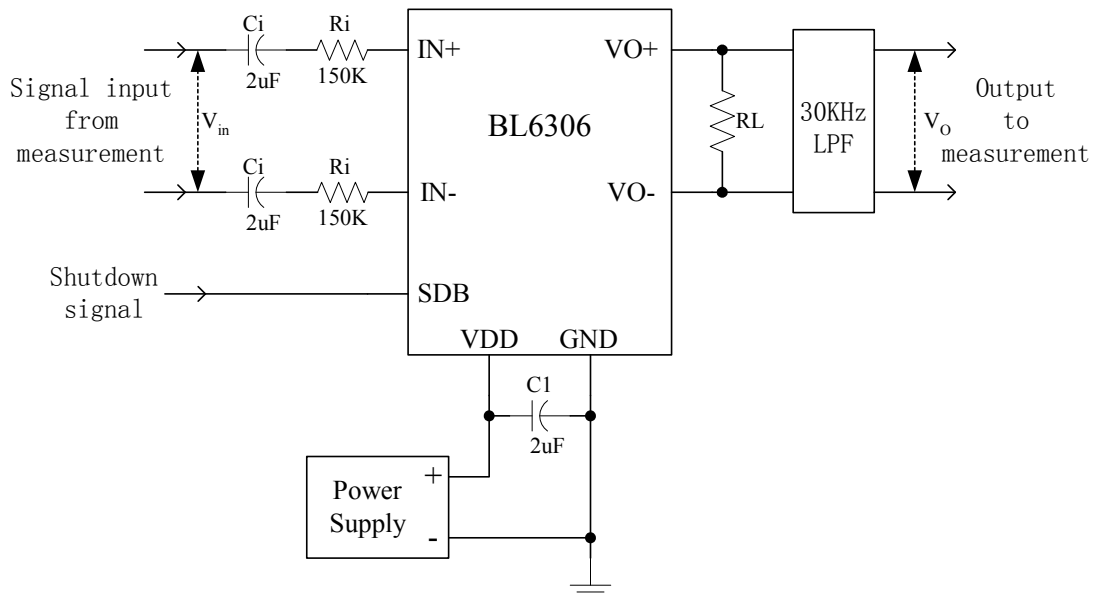 Ci
Ri
2uF
150K
IN+
VO+
Signal input
from
measurement
Vin
BL6306
RL
30KHz
LPF
VO
Output
to
measurement
Ci
Ri
2uF
150K
IN-
VO-
Shutdown
signal
SDB
VDD
GND
C1
2uF
Power
Supply
+
-